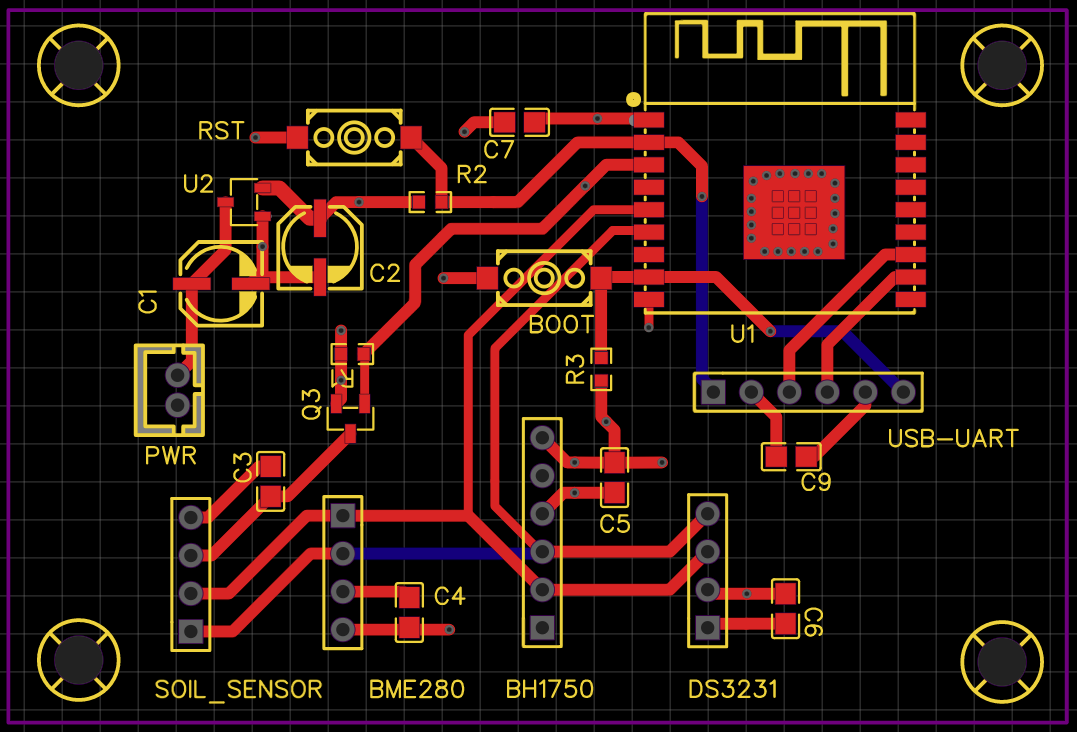 RST
C7
R2
U2
C2
C1
BOOT
U1
R3
Q3
PWR
USB-UART
C3
C9
C5
C4
C6
SOIL_SENSOR
BME280
BH1750
DS3231